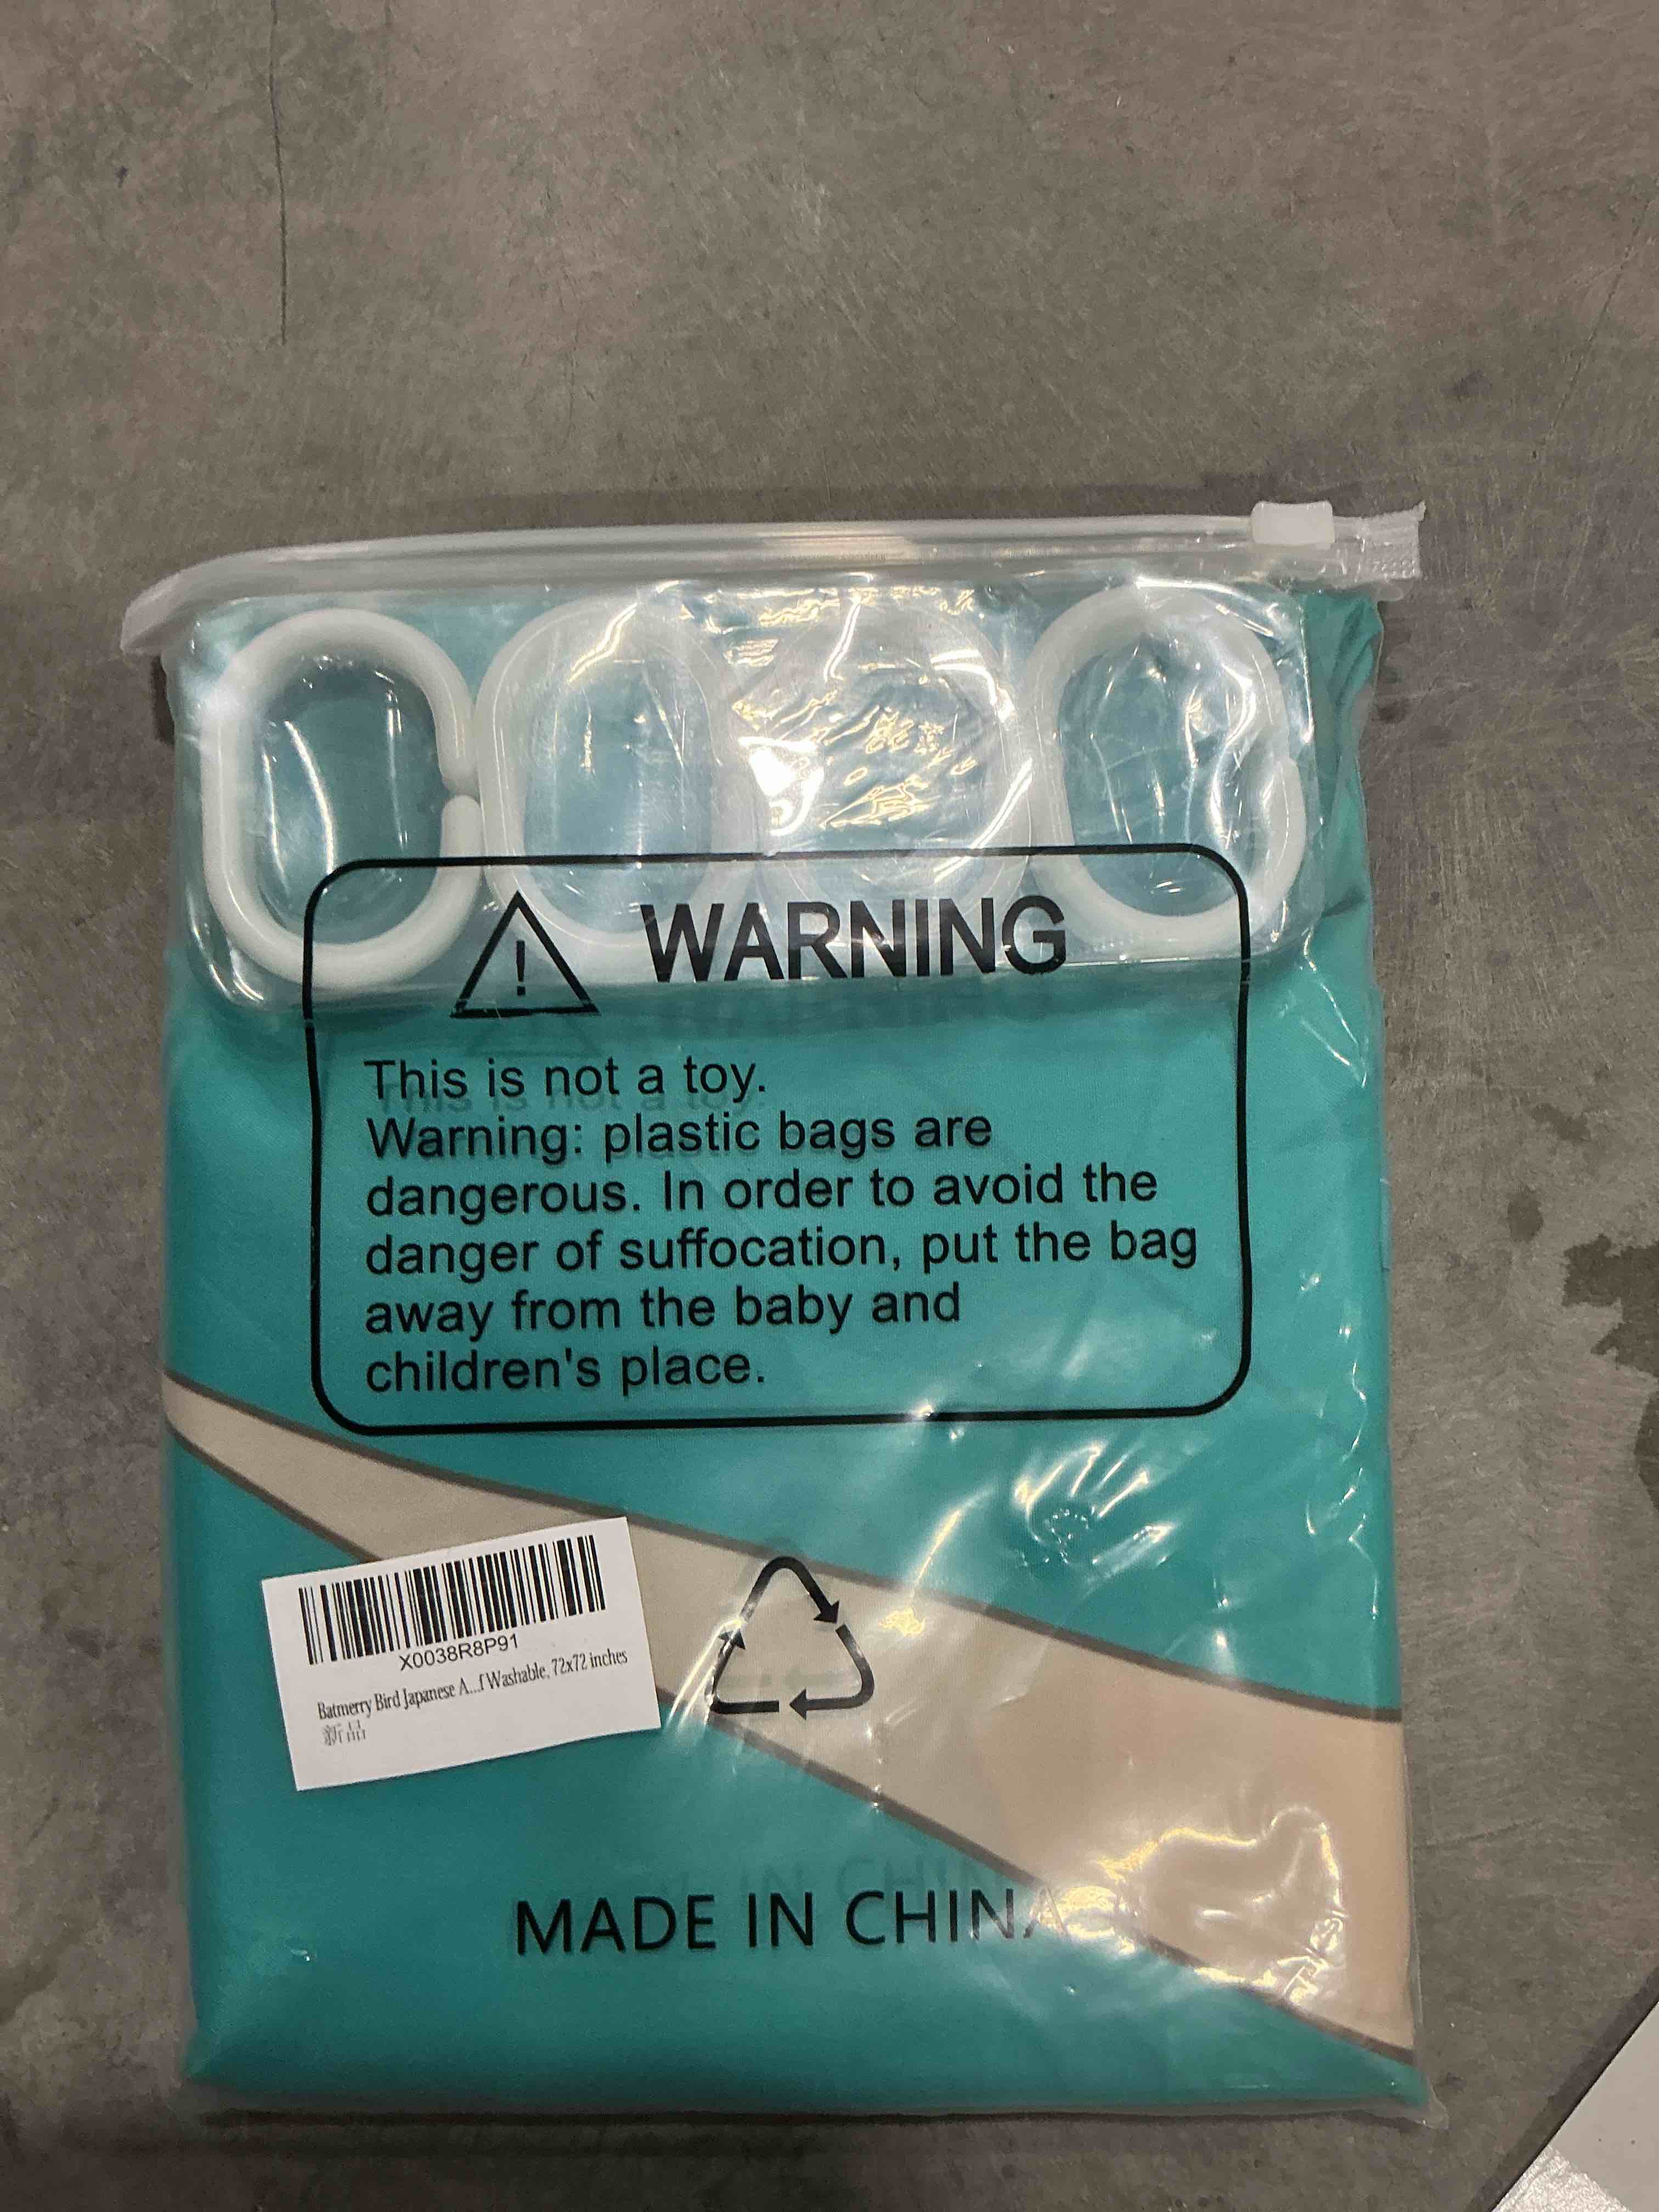 WARNING
This is not a toy.
Warning: plastic bags are
dangerous. In order to avoid the
danger of suffocation, put the bag
away from the baby and
children's place.
X0038R8P91
Batmerry Bird Japanese A...f Washable, 72x72 inches
新品
MADE IN CHINA